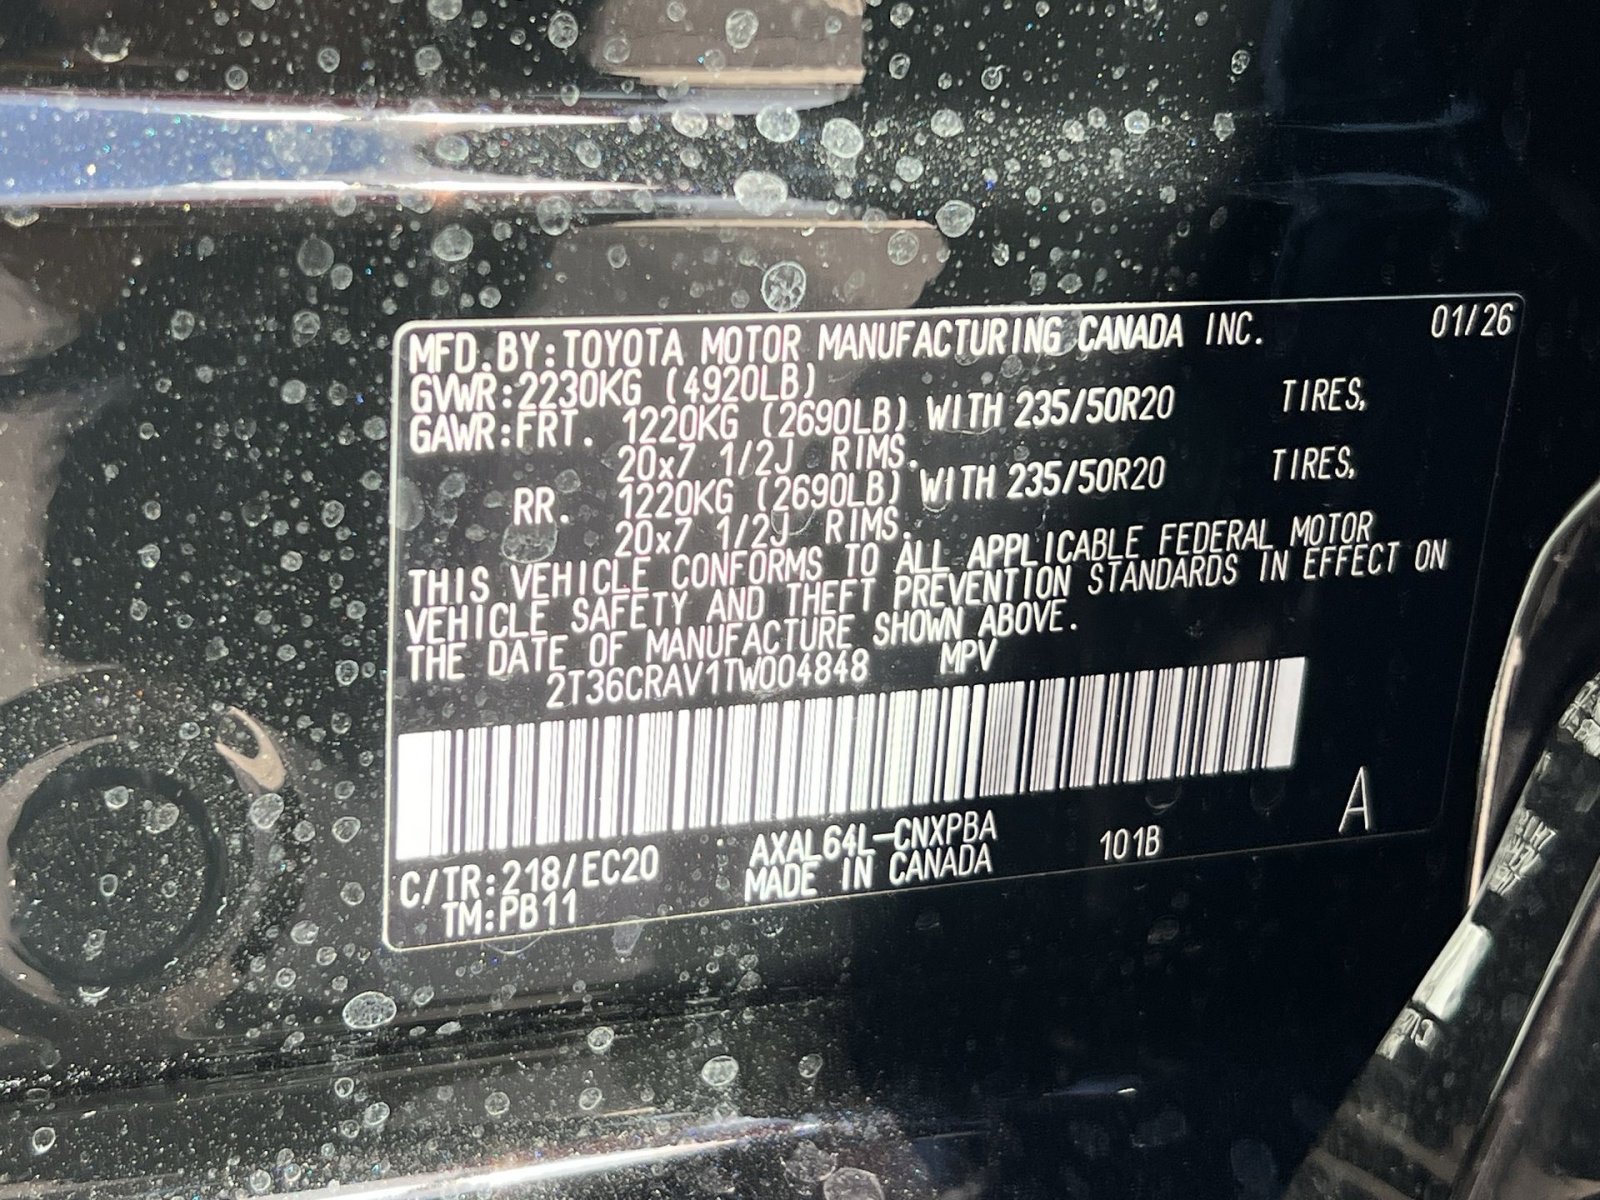 MFD.BY:TOYOTA MOTOR MANUFACTURING CANADA INC. 01/26
GVWR:2230KG (4920LB)
GAWR:FRT. 1220KG (2690LB) WITH 235/50R20 TIRES,
20x7 1/2J RIMS.
RR. 1220KG (2690LB) WITH 235/50R20 TIRES,
20x7 1/2J RIMS.
THIS VEHICLE CONFORMS TO ALL APPLICABLE FEDERAL MOTOR
VEHICLE SAFETY AND THEFT PREVENTION STANDARDS IN EFFECT ON
THE DATE OF MANUFACTURE SHOWN ABOVE.
2T36CRAV1TW004848 MPV
C/TR:218/EC20 AXAL64L-CNXPBA 101B A
TM:PB11 MADE IN CANADA